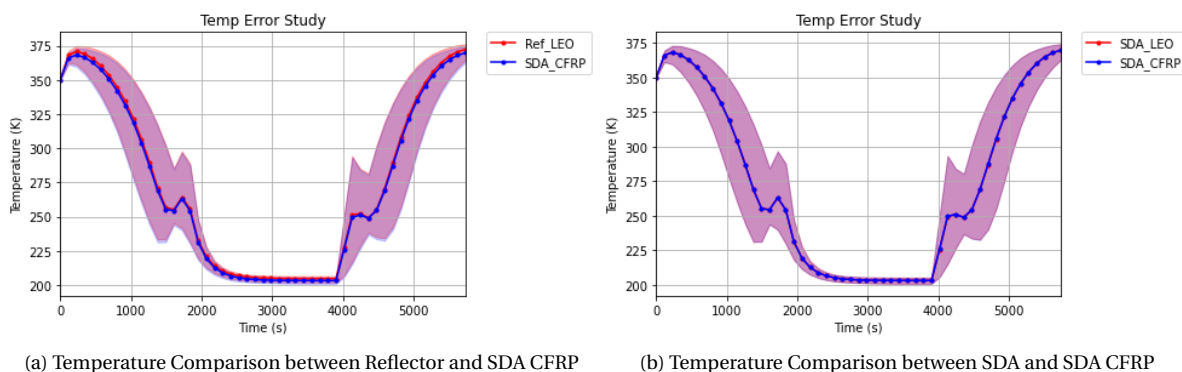 Temp Error Study
375
350
325
300
275
250
225
200
Temperature (K)
0
1000
2000
3000
4000
5000
Time (s)
Ref_LEO
SDA_CFRP
(a) Temperature Comparison between Reflector and SDA CFRP
Temp Error Study
375
350
325
300
275
250
225
200
Temperature (K)
0
1000
2000
3000
4000
5000
Time (s)
SDA_LEO
SDA_CFRP
(b) Temperature Comparison between SDA and SDA CFRP